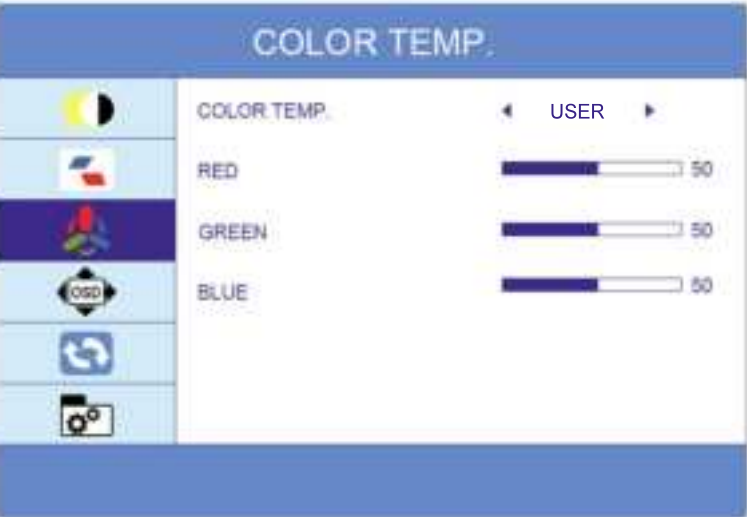 COLOR TEMP.
COLOR TEMP. USER
RED 50
GREEN 50
BLUE 50
OSD